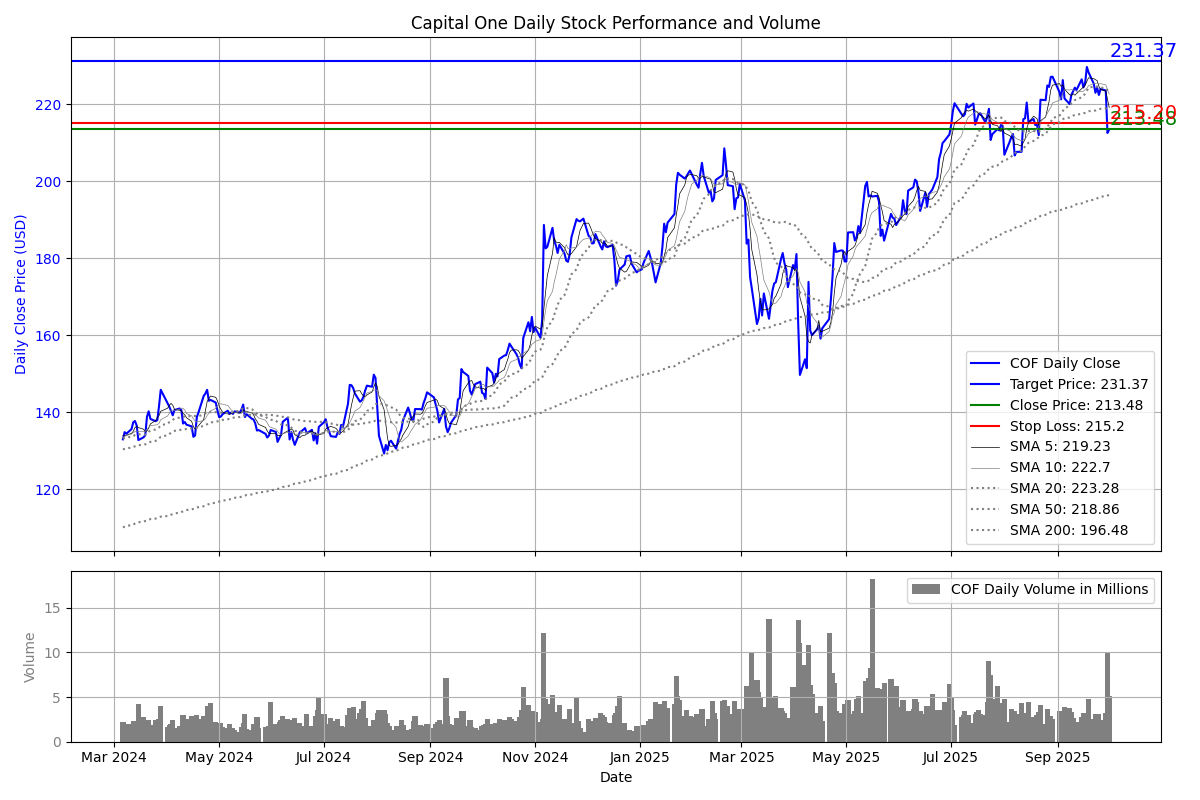 Capital One Daily Stock Performance and Volume
231.37
215.20
213.48
Daily Close Price (USD)
220
200
180
160
140
120
COF Daily Close
Target Price: 231.37
Close Price: 213.48
Stop Loss: 215.2
SMA 5: 219.23
SMA 10: 222.7
SMA 20: 223.28
SMA 50: 218.86
SMA 200: 196.48
Volume
15
10
5
0
COF Daily Volume in Millions
Mar 2024 May 2024 Jul 2024 Sep 2024 Nov 2024 Jan 2025 Mar 2025 May 2025 Jul 2025 Sep 2025
Date